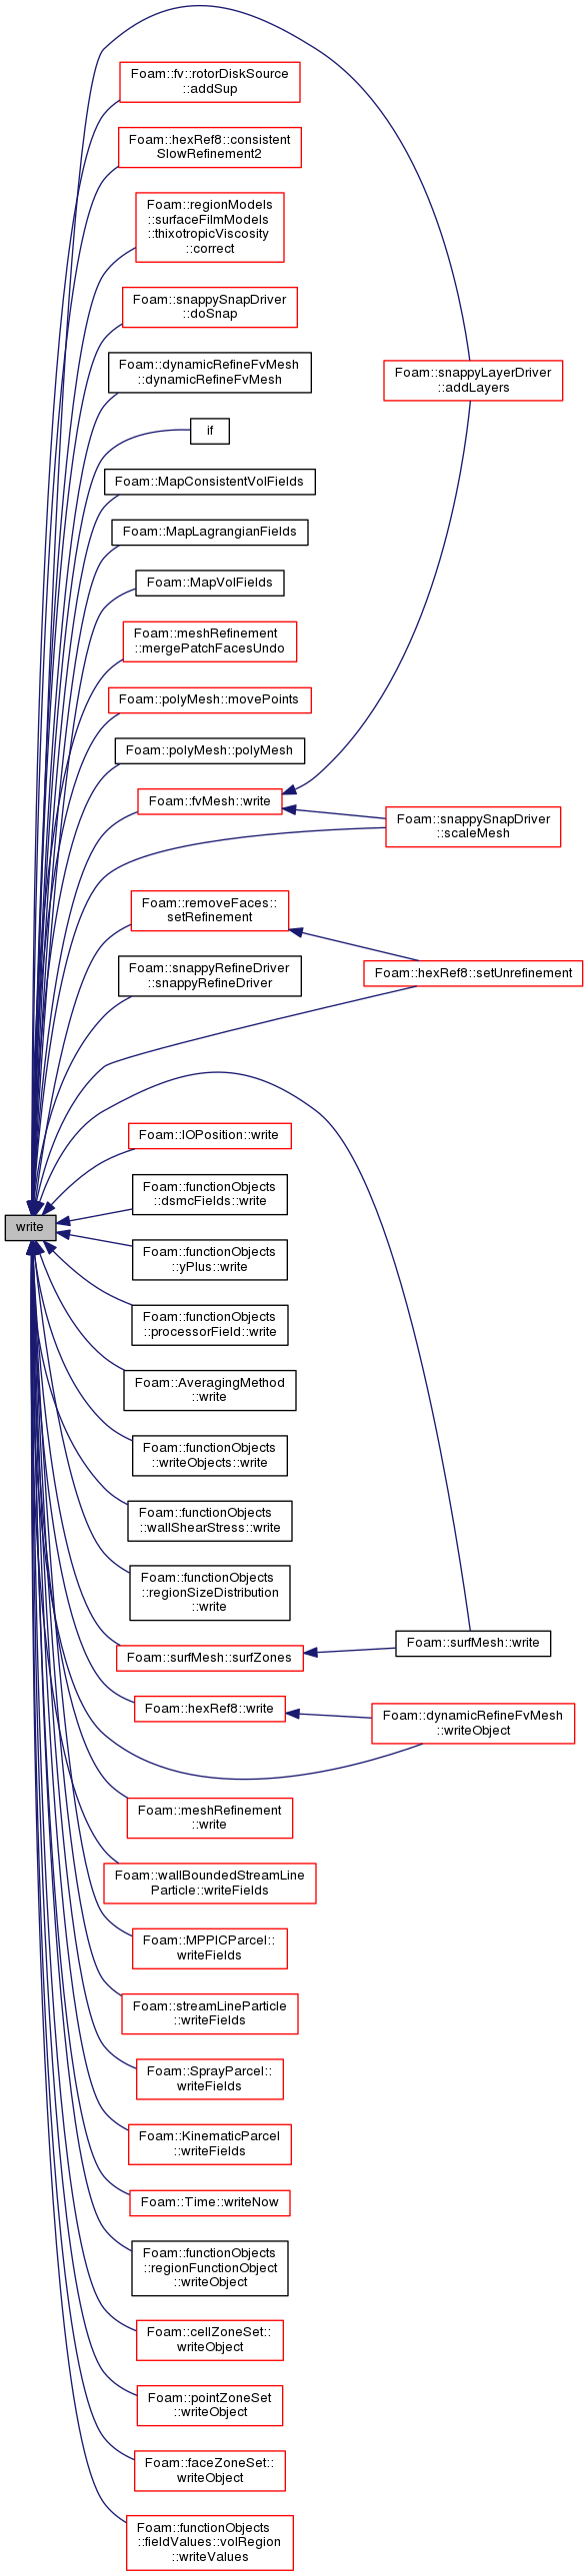 Foam::fv::rotorDiskSource
::addSup
Foam::hexRef8::consistent
SlowRefinement2
Foam::regionModels
::surfaceFilmModels
::thixotropicViscosity
::correct
Foam::snappySnapDriver
::doSnap
Foam::dynamicRefineFvMesh
::dynamicRefineFvMesh
Foam::snappyLayerDriver
::addLayers
if
Foam::MapConsistentVolFields
Foam::MapLagrangianFields
Foam::MapVolFields
Foam::meshRefinement
::mergePatchFacesUndo
Foam::polyMesh::movePoints
Foam::polyMesh::polyMesh
Foam::fvMesh::write
Foam::snappySnapDriver
::scaleMesh
Foam::removeFaces::
setRefinement
Foam::hexRef8::setUnrefinement
Foam::snappyRefineDriver
::snappyRefineDriver
Foam::IOPosition::write
Foam::functionObjects
::dsmcFields::write
write
Foam::functionObjects
::yPlus::write
Foam::functionObjects
::processorField::write
Foam::AveragingMethod
::write
Foam::functionObjects
::writeObjects::write
Foam::functionObjects
::wallShearStress::write
Foam::functionObjects
::regionSizeDistribution
::write
Foam::surfMesh::surfZones
Foam::surfMesh::write
Foam::hexRef8::write
Foam::dynamicRefineFvMesh
::writeObject
Foam::meshRefinement
::write
Foam::wallBoundedStreamLine
Particle::writeFields
Foam::MPPICParcel::
writeFields
Foam::streamLineParticle
::writeFields
Foam::SprayParcel::
writeFields
Foam::KinematicParcel
::writeFields
Foam::Time::writeNow
Foam::functionObjects
::regionFunctionObject
::writeObject
Foam::cellZoneSet::
writeObject
Foam::pointZoneSet
::writeObject
Foam::faceZoneSet::
writeObject
Foam::functionObjects
::fieldValues::volRegion
::writeValues